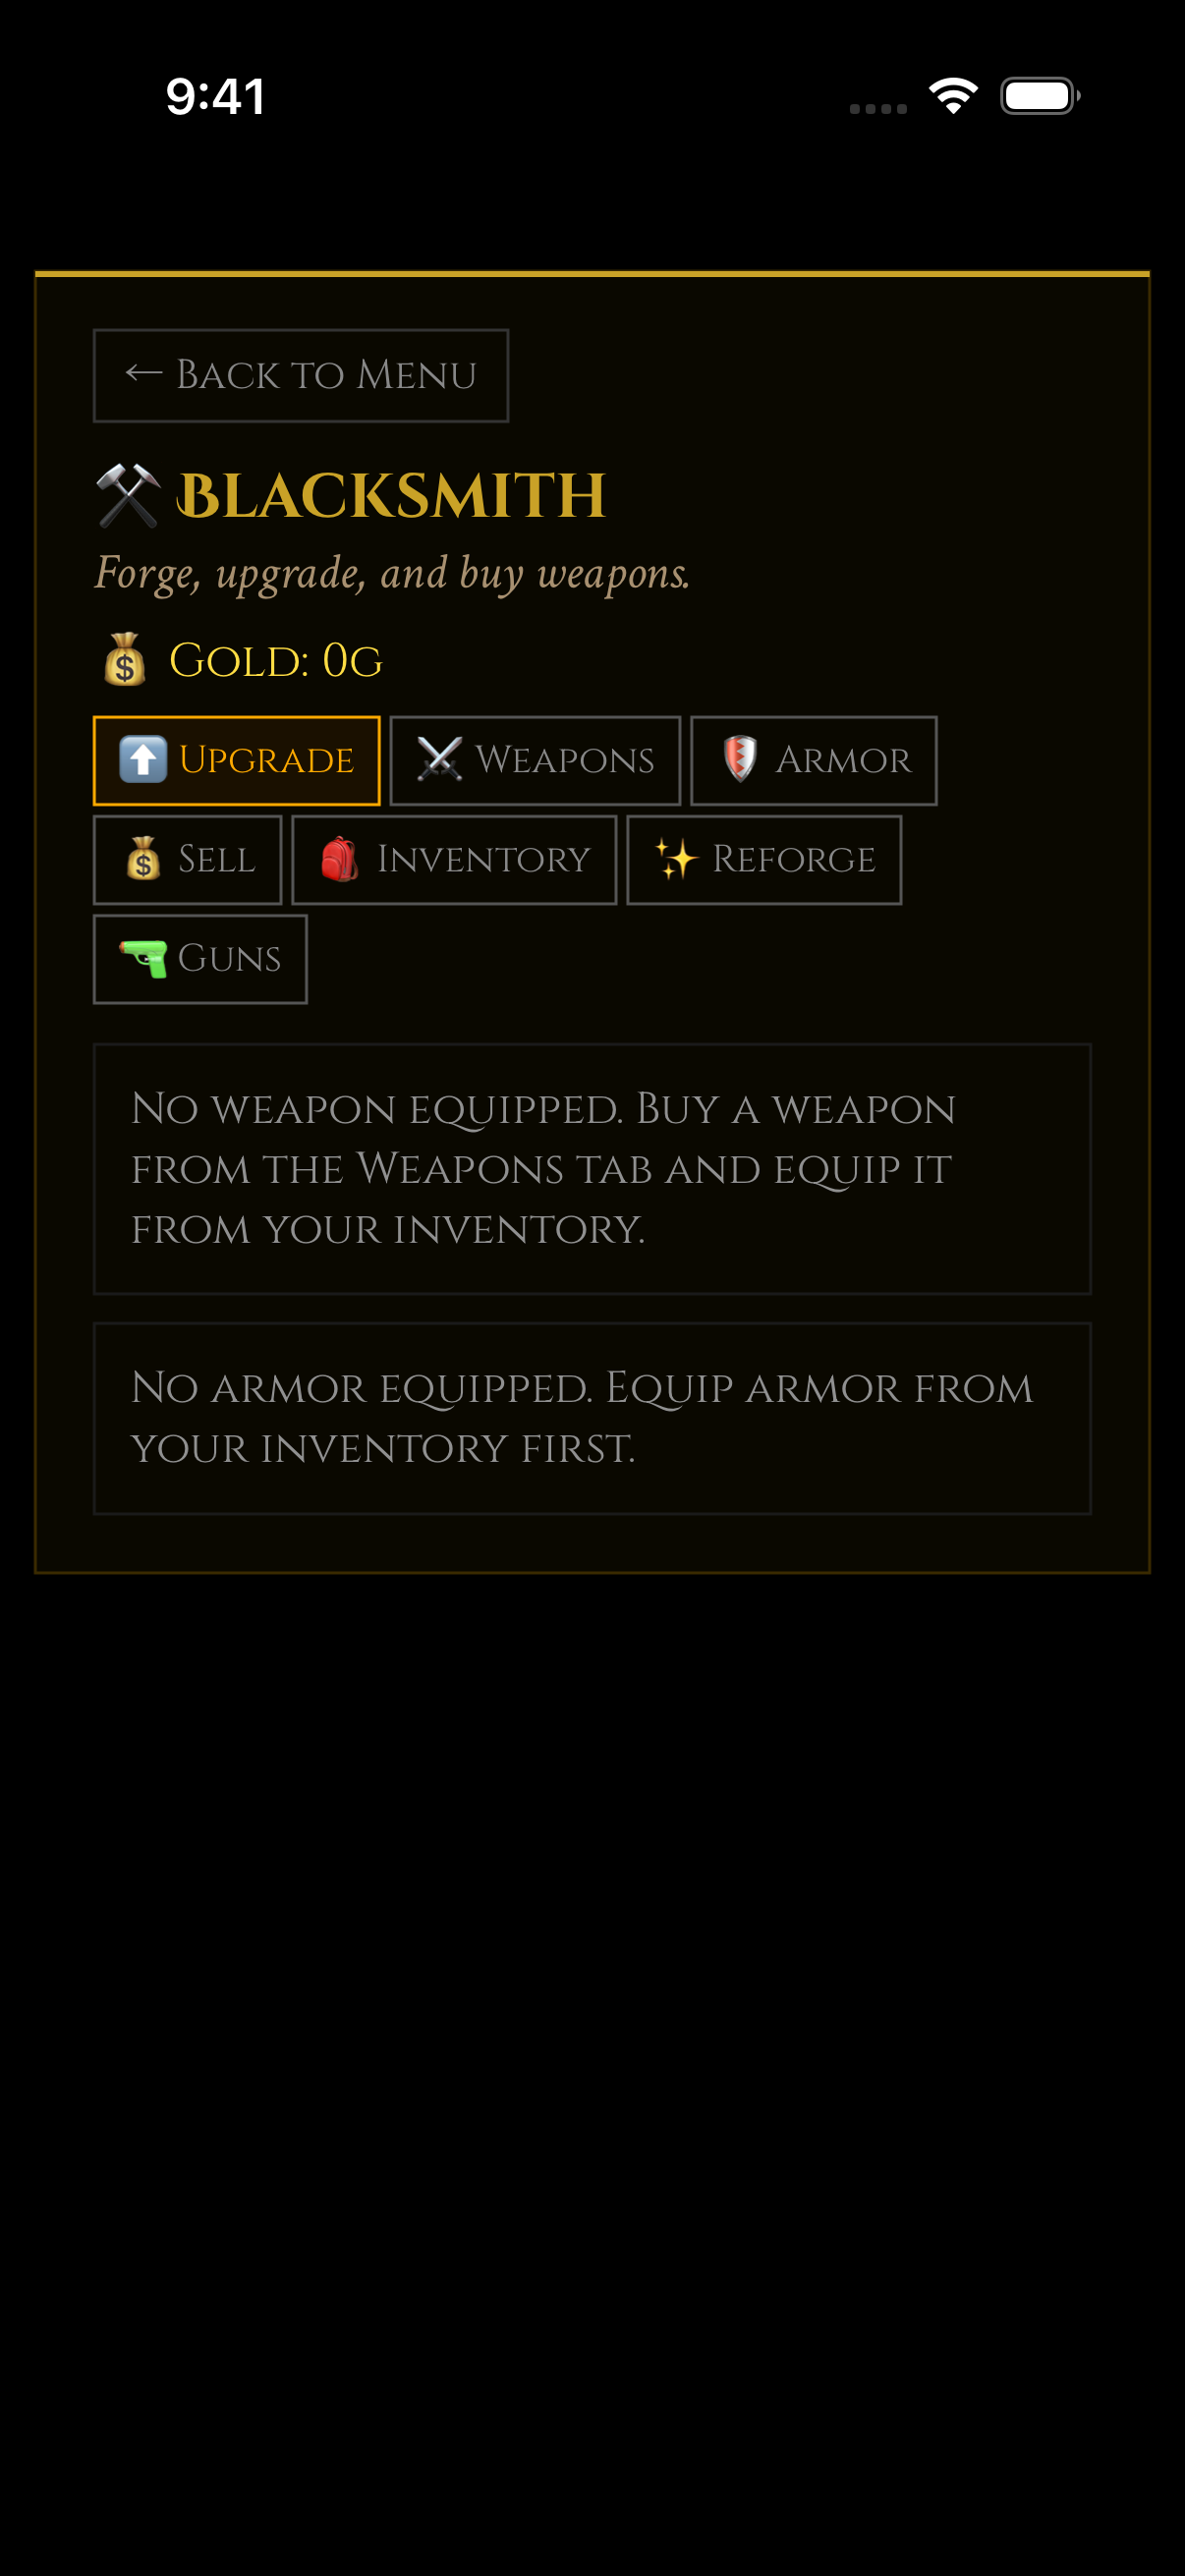 9:41
← Back to Menu
Blacksmith
Forge, upgrade, and buy weapons.
Gold: 0g
Upgrade
Weapons
Armor
Sell
Inventory
Reforge
Guns
No weapon equipped. Buy a weapon
from the Weapons tab and equip it
from your inventory.
No armor equipped. Equip armor from
your inventory first.